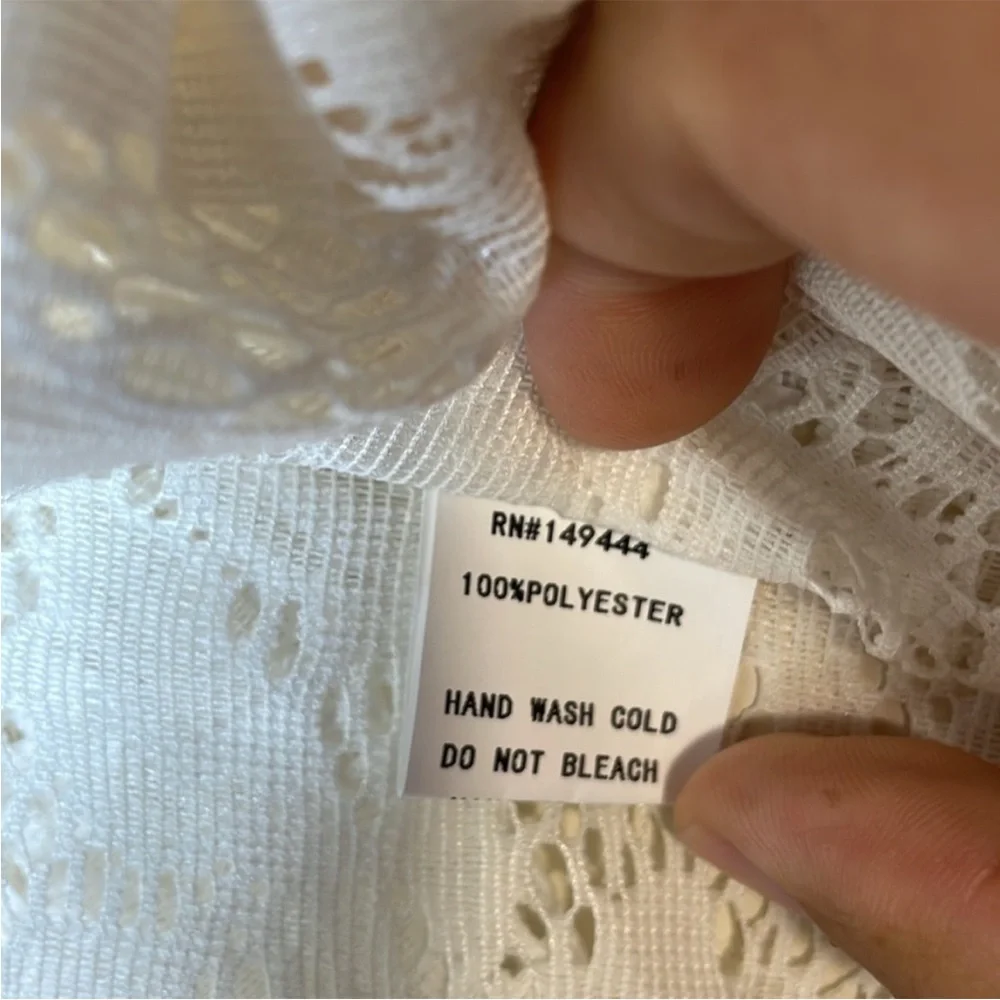 RN#149444
100%POLYESTER
HAND WASH COLD
DO NOT BLEACH